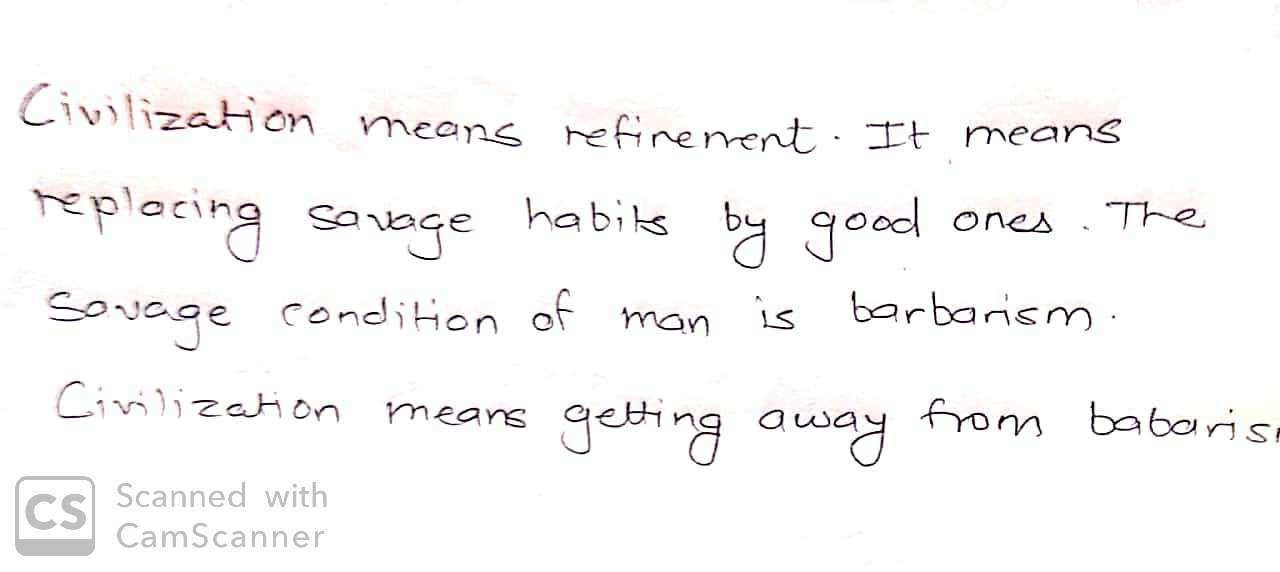 Civilization means refinement. It means
replacing savage habits by good ones. The
Savage condition of man is barbarism.
Civilization means getting away from babaris
CS Scanned with
CamScanner